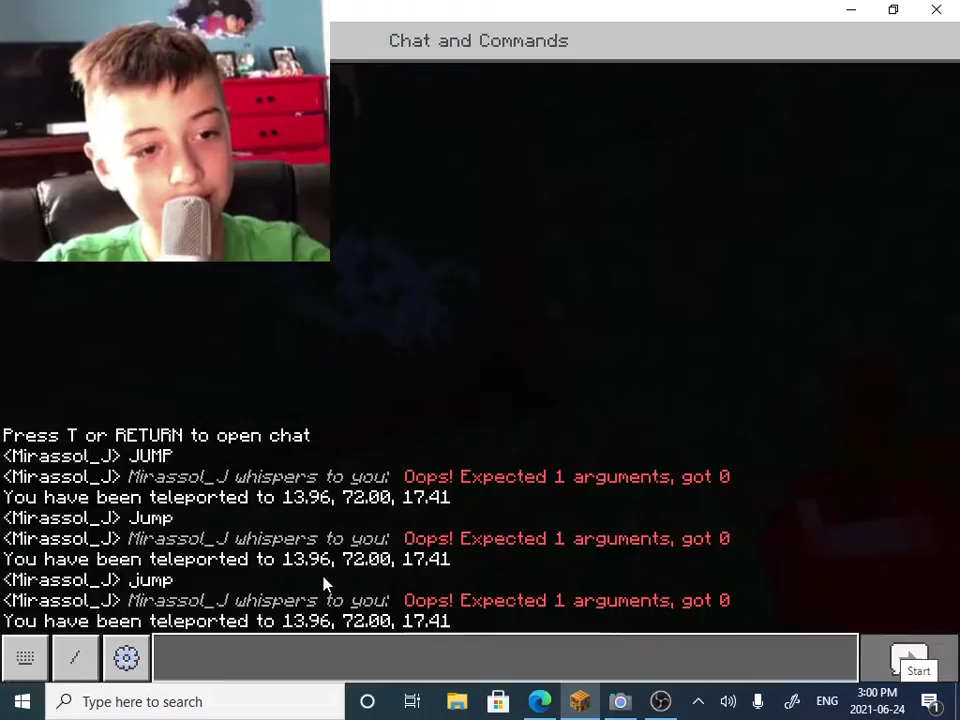 Chat and Commands
Press T or RETURN to open chat
<Mirassol_J> JUMP
<Mirassol_J> Mirassol_J whispers to you: Oops! Expected 1 arguments, got 0
You have been teleported to 13.96, 72.00, 17.41
<Mirassol_J> Jump
<Mirassol_J> Mirassol_J whispers to you: Oops! Expected 1 arguments, got 0
You have been teleported to 13.96, 72.00, 17.41
<Mirassol_J> jump
<Mirassol_J> Mirassol_J whispers to you: Oops! Expected 1 arguments, got 0
You have been teleported to 13.96, 72.00, 17.41
/
Start
Type here to search
ENG
3:00 PM
2021-06-24
1